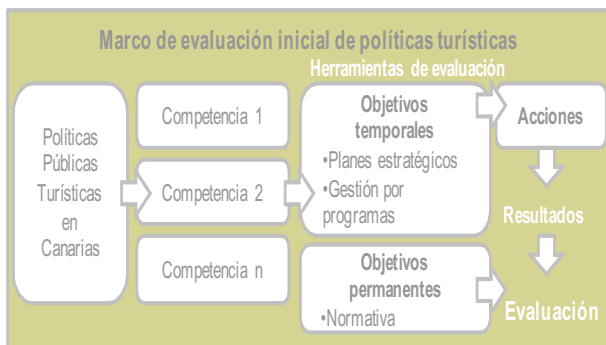 Marco de evaluación inicial de políticas turísticas
Herramientas de evaluación
Políticas
Públicas
Turísticas
en
Canarias
Competencia 1
Competencia 2
Competencia n
Objetivos
temporales
•Planes estratégicos
•Gestión por
programas
Objetivos
permanentes
•Normativa
Acciones
Resultados
Evaluación